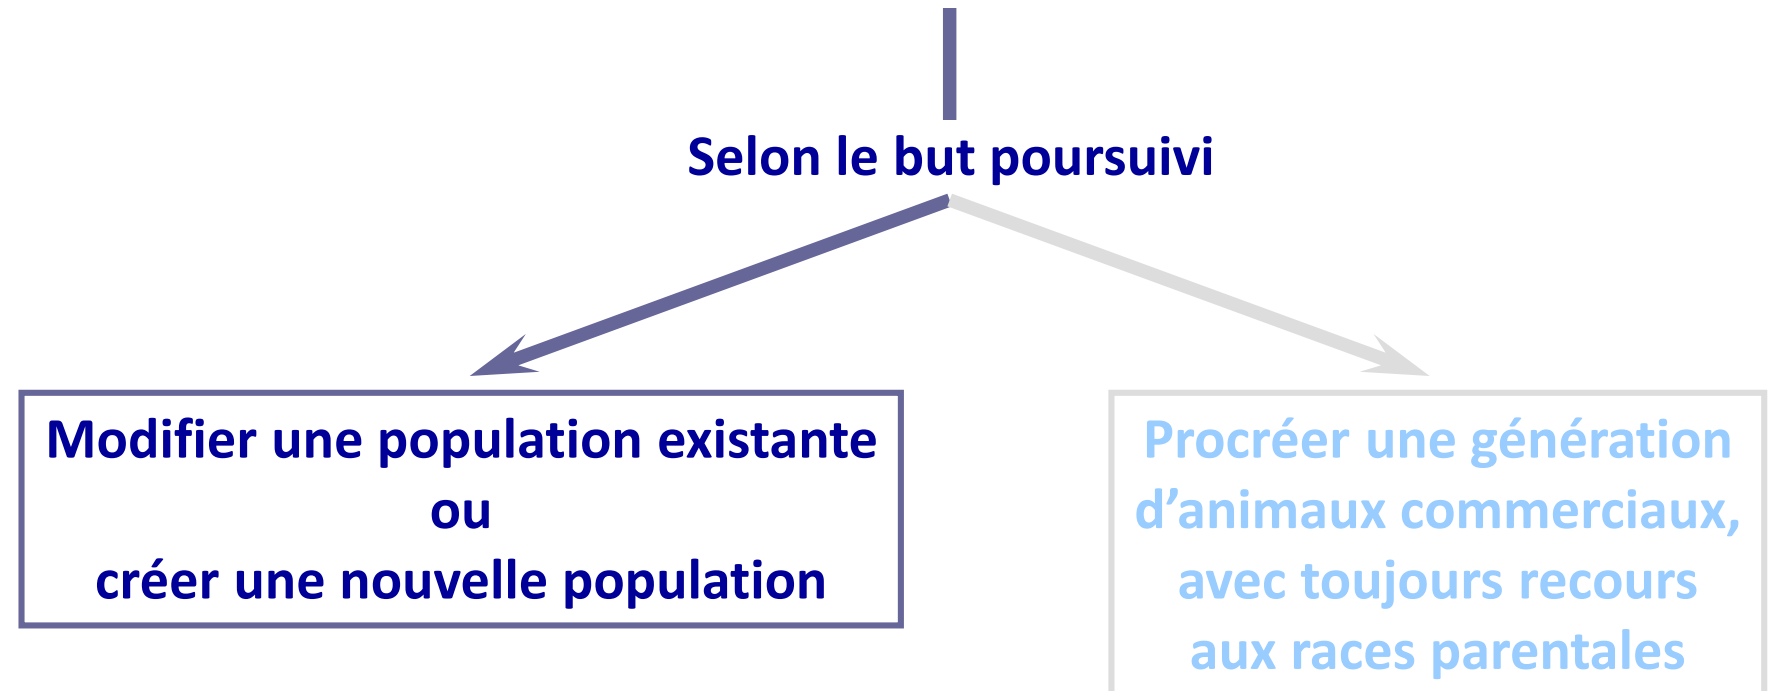 Selon le but poursuivi
Modifier une population existante
ou
créer une nouvelle population
Procréer une génération
d’animaux commerciaux,
avec toujours recours
aux races parentales